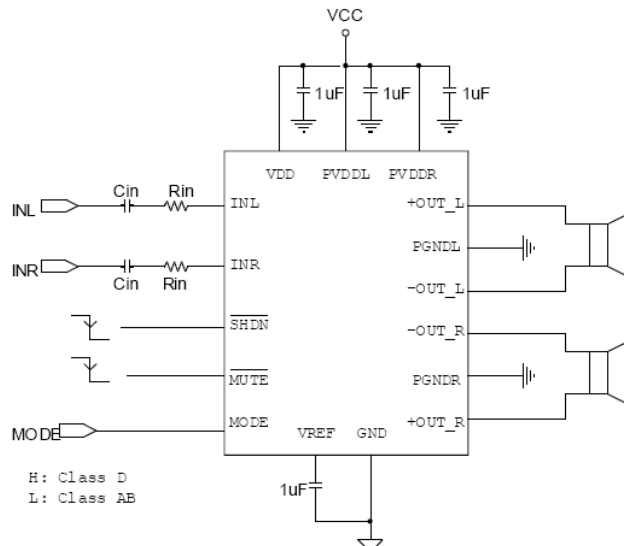 VCC
1uF 1uF 1uF
VDD PVDDL PVDDR
Cin Rin
INL INL +OUT_L
PGNDL
INR INR
Cin Rin
-OUT_L
SHDN -OUT_R
MUTE PGNDR
MODE MODE +OUT_R
VREF GND
H: Class D
L: Class AB
1uF